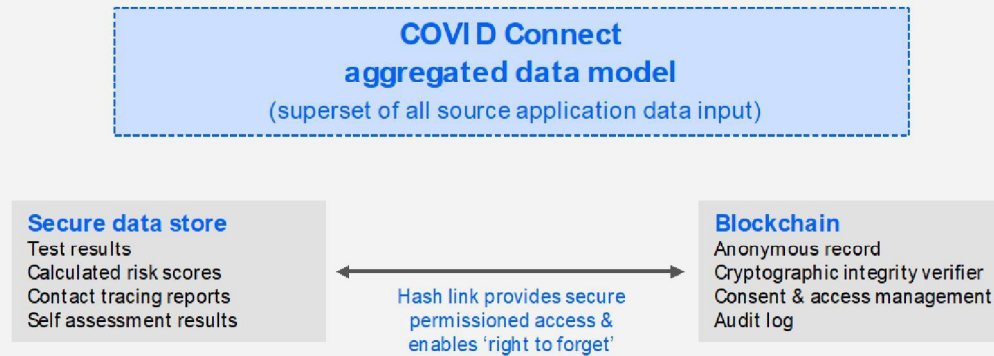 COVID Connect
aggregated data model
(superset of all source application data input)
Secure data store
Test results
Calculated risk scores
Contact tracing reports
Self assessment results
Hash link provides secure
permissioned access &
enables ‘right to forget’
Blockchain
Anonymous record
Cryptographic integrity verifier
Consent & access management
Audit log